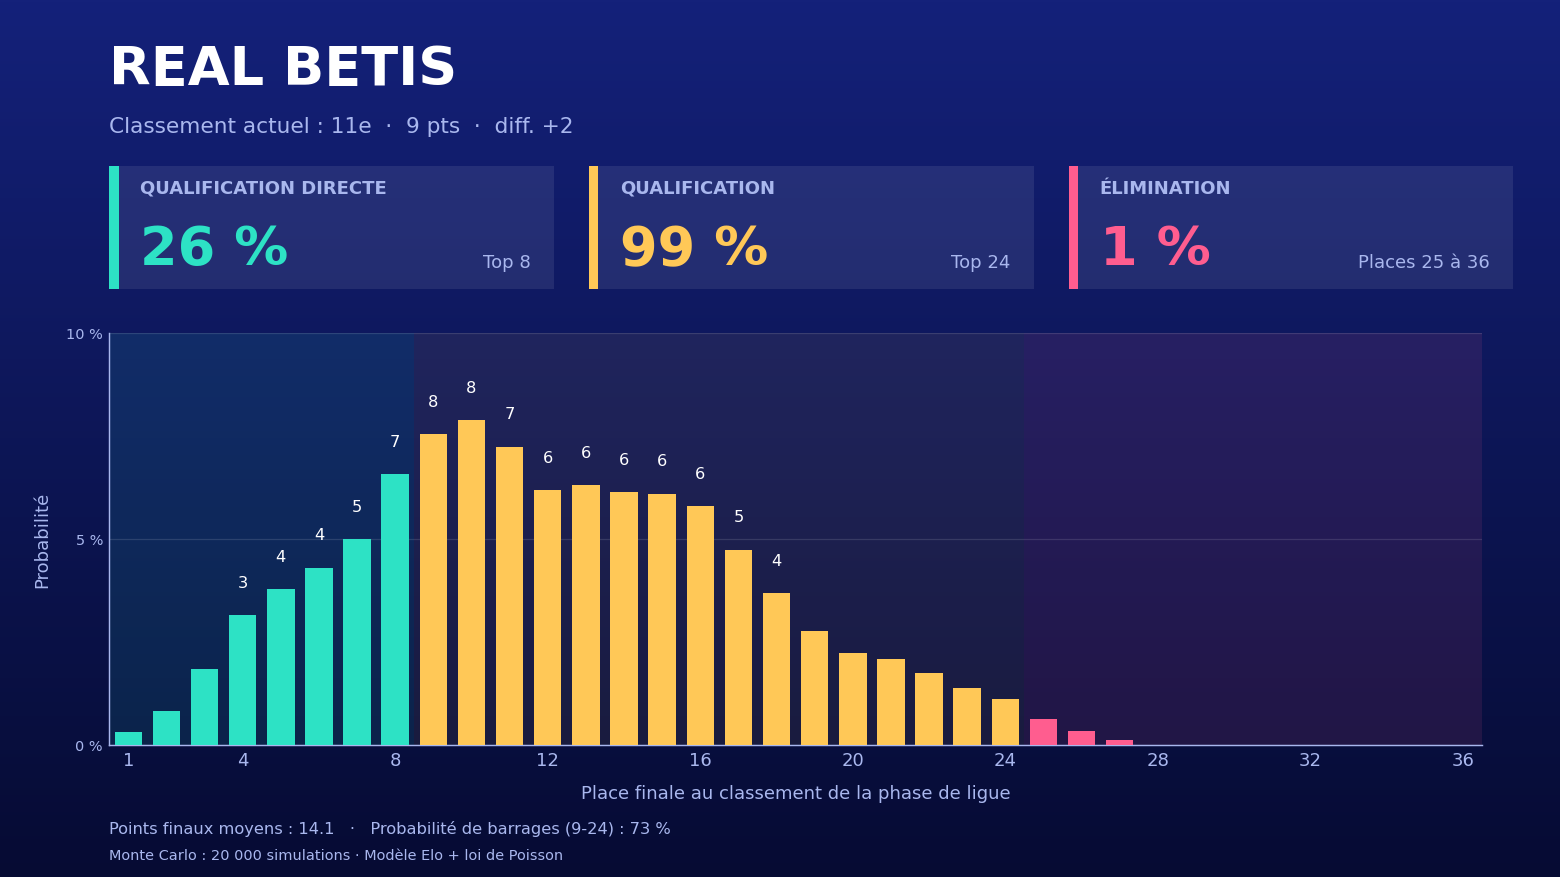 REAL BETIS
Classement actuel : 11e · 9 pts · diff. +2
QUALIFICATION DIRECTE
26 %
Top 8
QUALIFICATION
99 %
Top 24
ÉLIMINATION
1 %
Places 25 à 36
Probabilité
10 %
5 %
0 %
3
4
4
5
7
8
8
7
6
6
6
6
6
5
4
1 4 8 12 16 20 24 28 32 36
Place finale au classement de la phase de ligue
Points finaux moyens : 14.1 · Probabilité de barrages (9-24) : 73 %
Monte Carlo : 20 000 simulations · Modèle Elo + loi de Poisson